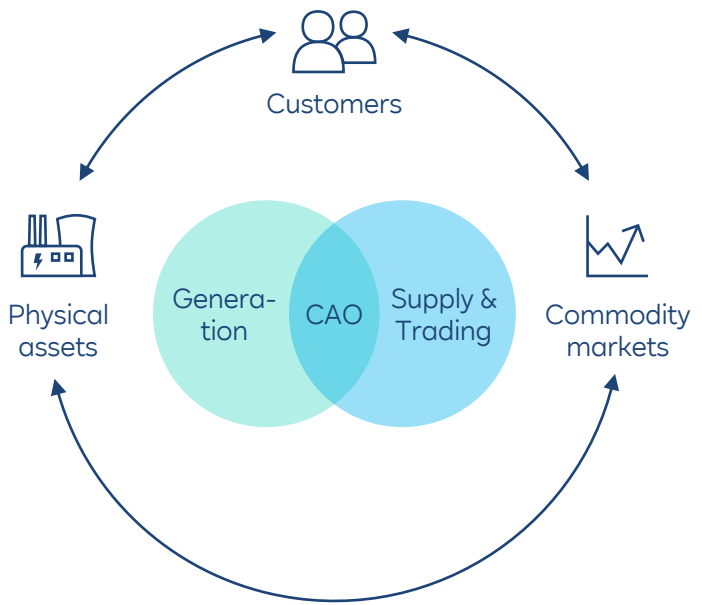 Customers
Genera-
tion
CAO
Supply &
Trading
Physical
assets
Commodity
markets